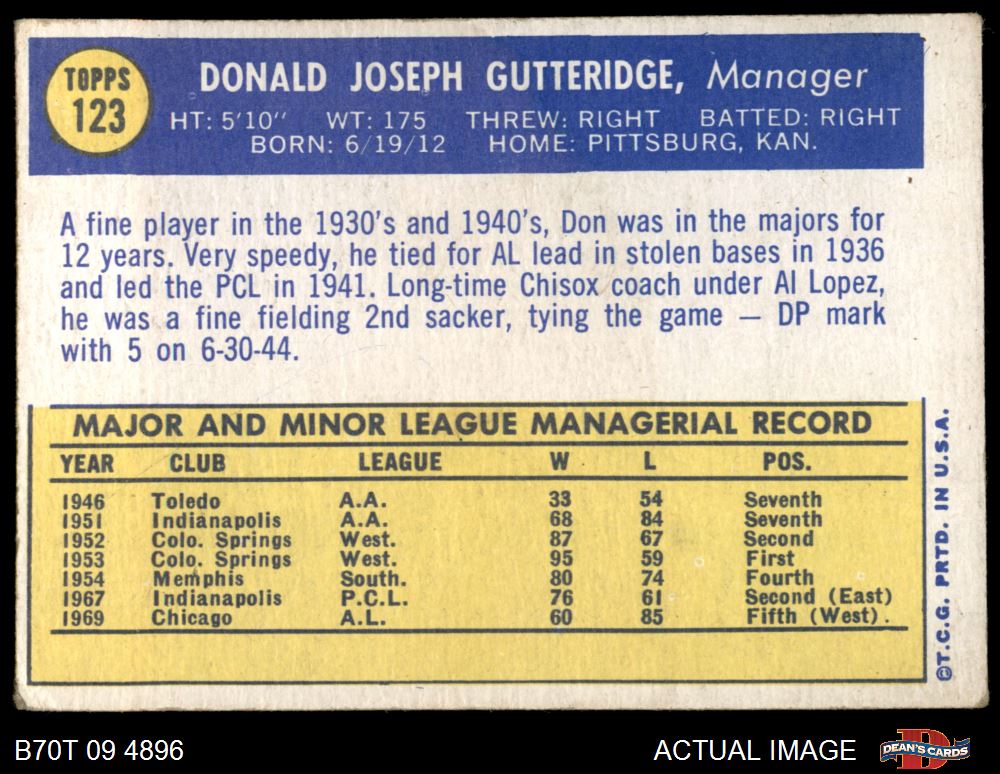 TOPPS
123
DONALD JOSEPH GUTTERIDGE, Manager
HT: 5'10" WT: 175 THREW: RIGHT BATTED: RIGHT
BORN: 6/19/12 HOME: PITTSBURG, KAN.
A fine player in the 1930's and 1940's, Don was in the majors for
12 years. Very speedy, he tied for AL lead in stolen bases in 1936
and led the PCL in 1941. Long-time Chisox coach under Al Lopez,
he was a fine fielding 2nd sacker, tying the game — DP mark
with 5 on 6-30-44.
MAJOR AND MINOR LEAGUE MANAGERIAL RECORD
YEAR CLUB LEAGUE W L POS.
1946 Toledo A.A. 33 54 Seventh
1951 Indianapolis A.A. 68 84 Seventh
1952 Colo. Springs West. 87 67 Second
1953 Colo. Springs West. 95 59 First
1954 Memphis South. 80 74 Fourth
1967 Indianapolis P.C.L. 76 61 Second (East)
1969 Chicago A.L. 60 85 Fifth (West).
©T.C.G. PRTD. IN U.S.A.
B70T 09 4896
ACTUAL IMAGE
DEAN'S CARDS